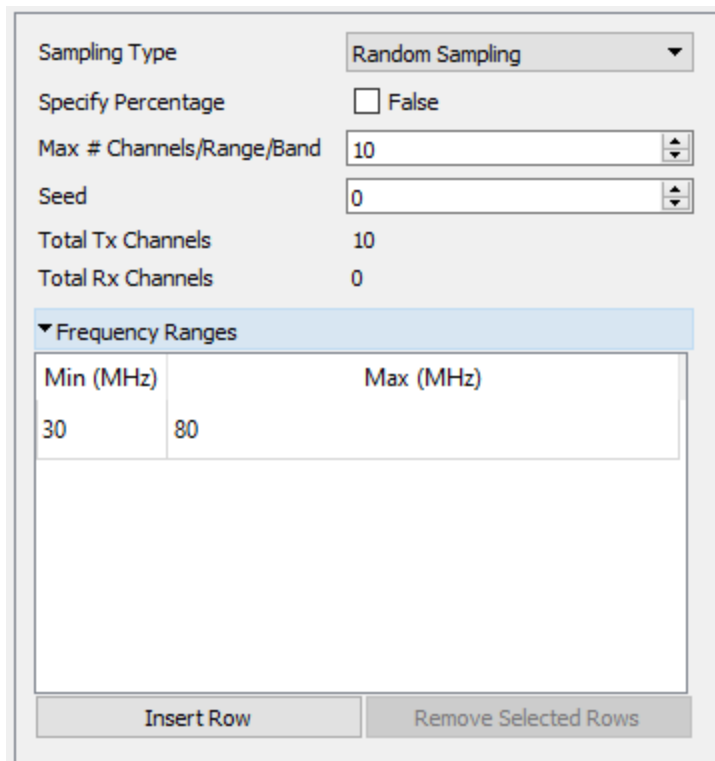 Sampling Type Random Sampling
Specify Percentage False
Max # Channels/Range/Band 10
Seed 0
Total Tx Channels 10
Total Rx Channels 0
Frequency Ranges
Min (MHz) Max (MHz)
30 80
Insert Row Remove Selected Rows